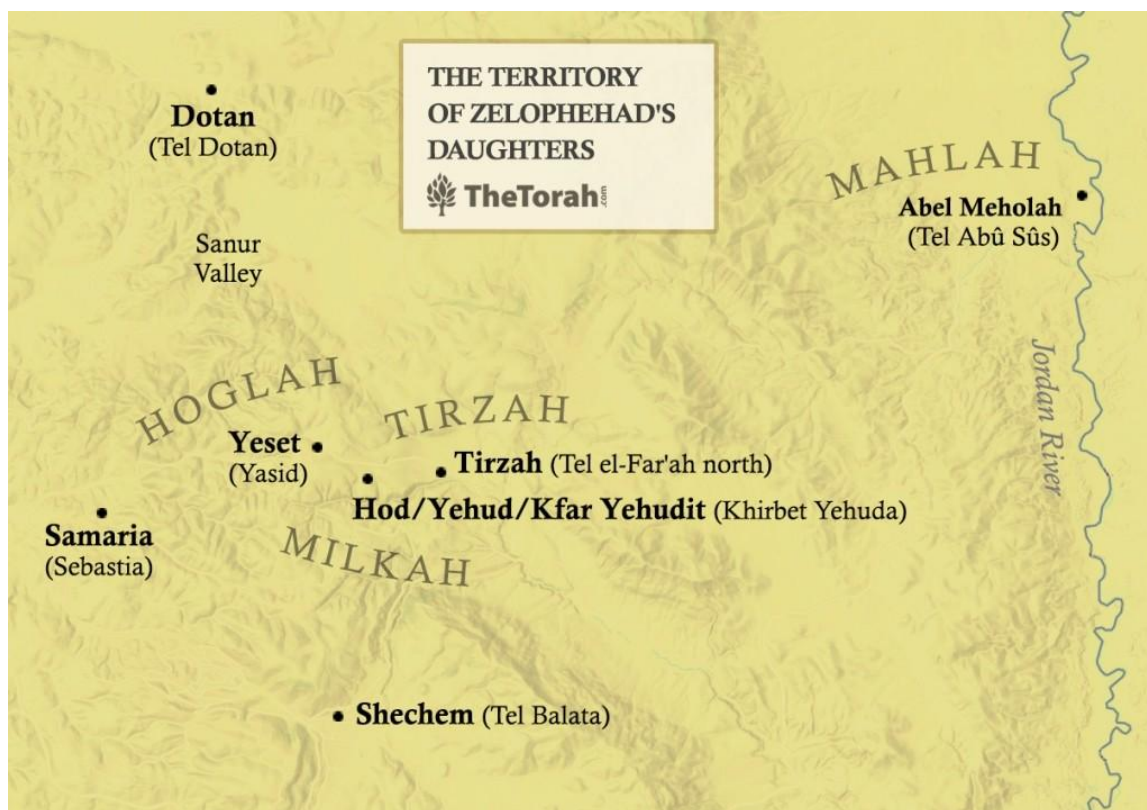 THE TERRITORY
OF ZELOPHEHAD'S
DAUGHTERS
TheTorah.com
Dotan
(Tel Dotan)
MAHLAH
Abel Meholah
(Tel Abû Sûs)
Sanur
Valley
Jordan River
HOGLAH
TIRZAH
Yeset
(Yasid)
Tirzah (Tel el-Far'ah north)
Hod/Yehud/Kfar Yehudit (Khirbet Yehuda)
Samaria
(Sebastia)
MILKAH
Shechem (Tel Balata)